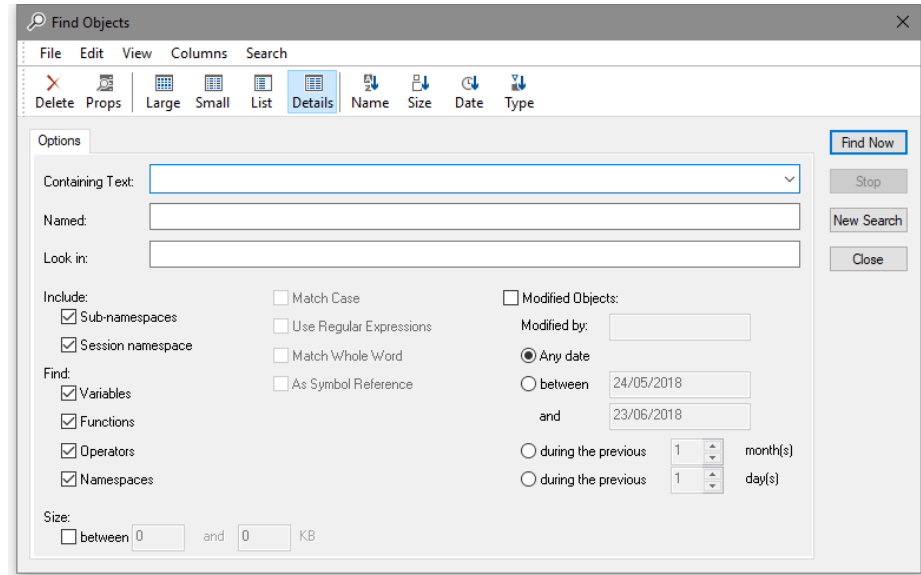 Find Objects
File Edit View Columns Search
Delete Props Large Small List Details Name Size Date Type
Options
Find Now
Containing Text:
Stop
Named:
New Search
Look in:
Close
Include:
Match Case
Modified Objects:
Sub-namespaces
Use Regular Expressions
Modified by:
Session namespace
Match Whole Word
Any date
Find:
As Symbol Reference
between 24/05/2018
Variables
and 23/06/2018
Functions
Operators
during the previous 1 month(s)
Namespaces
during the previous 1 day(s)
Size:
between 0 and 0 KB